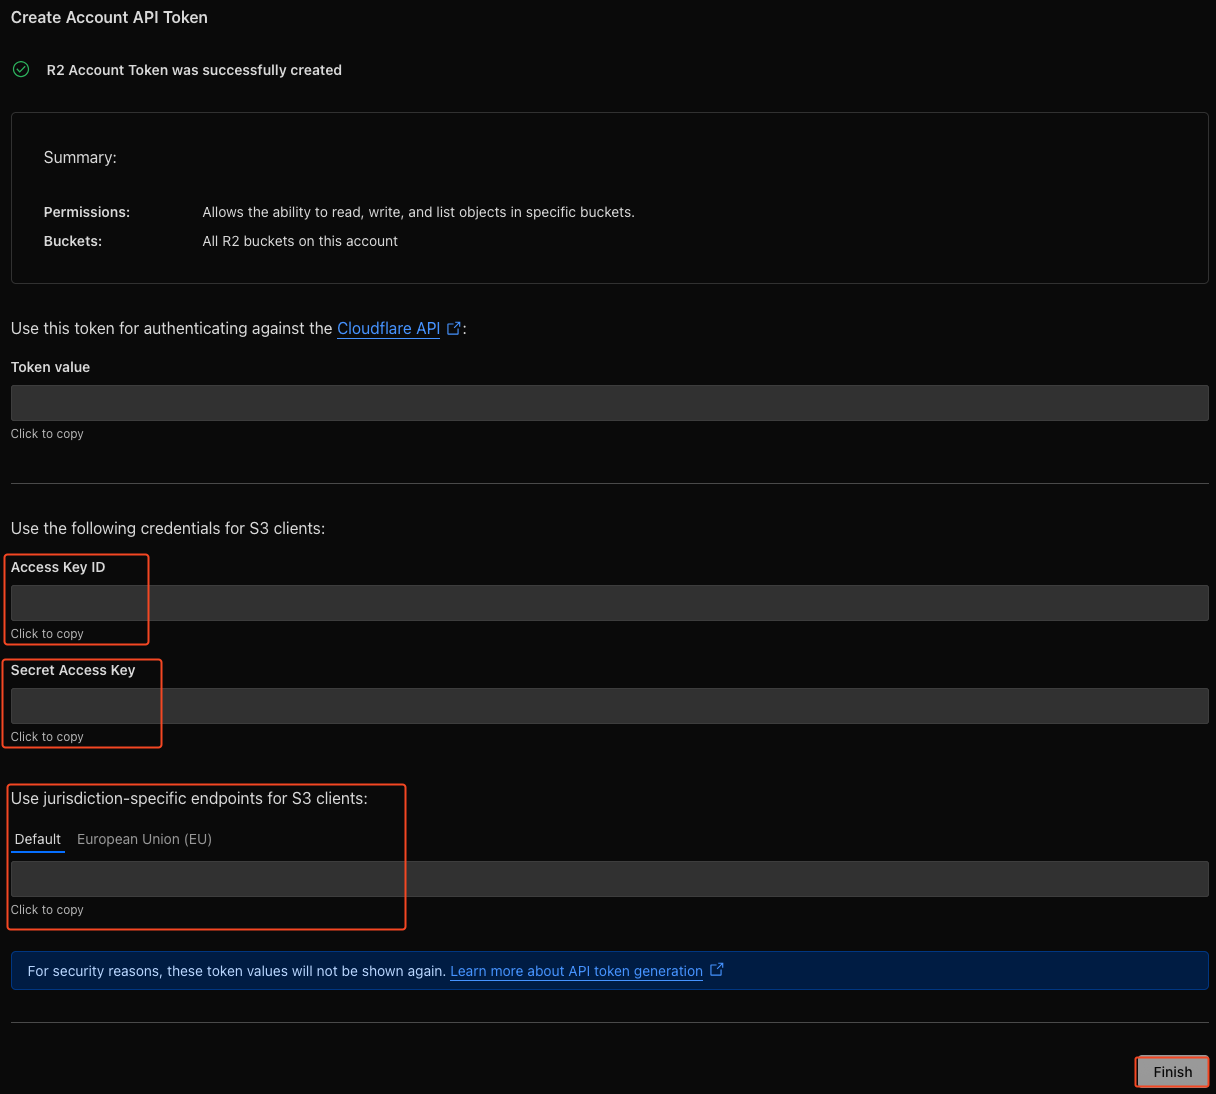 Create Account API Token
R2 Account Token was successfully created
Summary:
Permissions: Allows the ability to read, write, and list objects in specific buckets.
Buckets: All R2 buckets on this account
Use this token for authenticating against the Cloudflare API :
Token value
Click to copy
Use the following credentials for S3 clients:
Access Key ID
Click to copy
Secret Access Key
Click to copy
Use jurisdiction-specific endpoints for S3 clients:
Default European Union (EU)
Click to copy
For security reasons, these token values will not be shown again. Learn more about API token generation
Finish